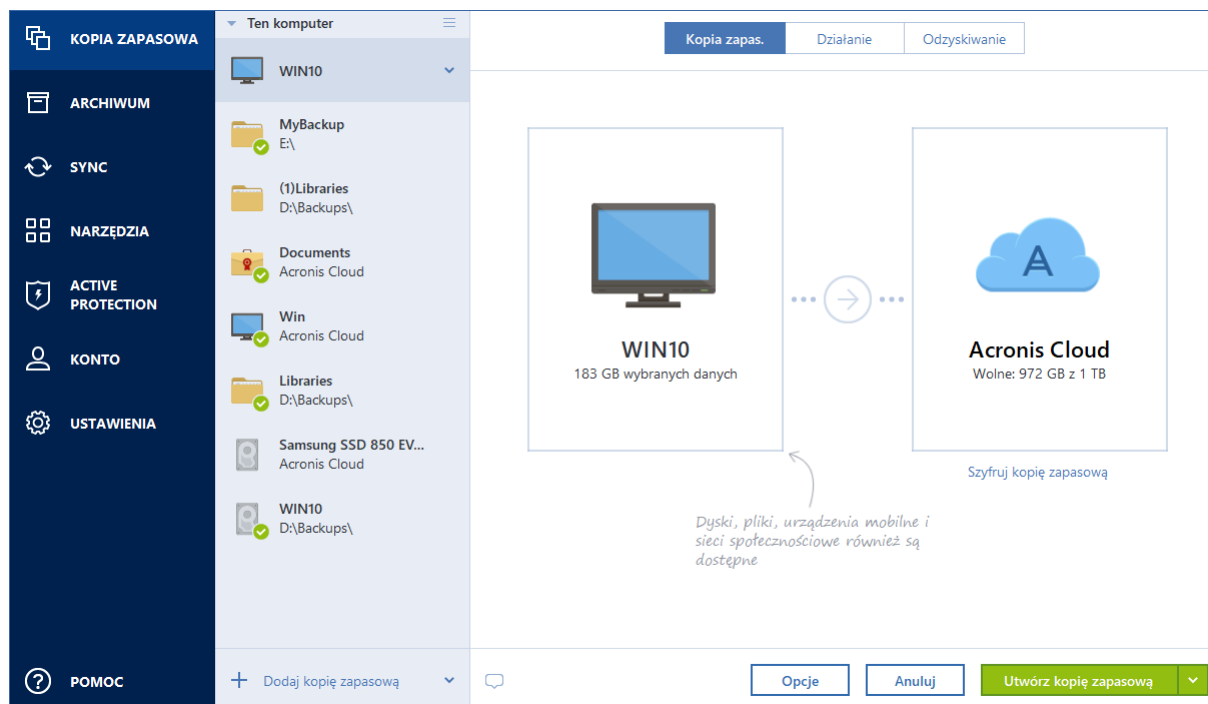 KOPIA ZAPASOWA
ARCHIWUM
SYNC
NARZĘDZIA
ACTIVE
PROTECTION
KONTO
USTAWIENIA
POMOC
Ten komputer
WIN10
MyBackup
E:\
(1)Libraries
D:\Backups\
Documents
Acronis Cloud
Win
Acronis Cloud
Libraries
D:\Backups\
Samsung SSD 850 EV...
Acronis Cloud
WIN10
D:\Backups\
Dodaj kopię zapasową
Kopia zapas.
Działanie
Odzyskiwanie
WIN10
183 GB wybranych danych
Acronis Cloud
Wolne: 972 GB z 1 TB
Szyfruj kopię zapasową
Dyski, pliki, urządzenia mobilne i
sieci społecznościowe również są
dostępne
Opcje
Anuluj
Utwórz kopię zapasową